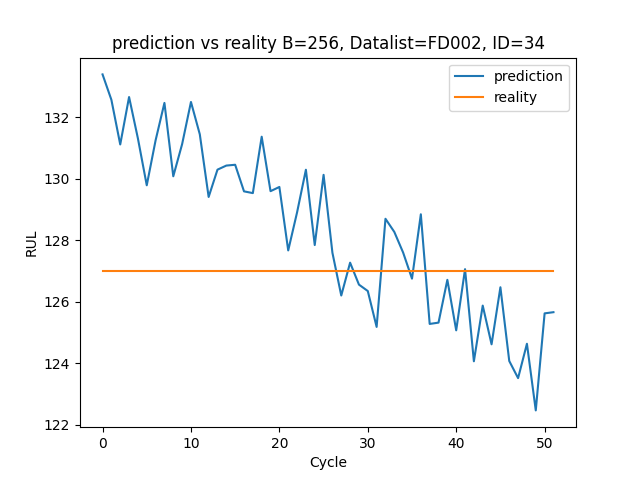 prediction vs reality B=256, Datalist=FD002, ID=34
prediction
reality
132
130
128
126
124
122
RUL
0 10 20 30 40 50
Cycle